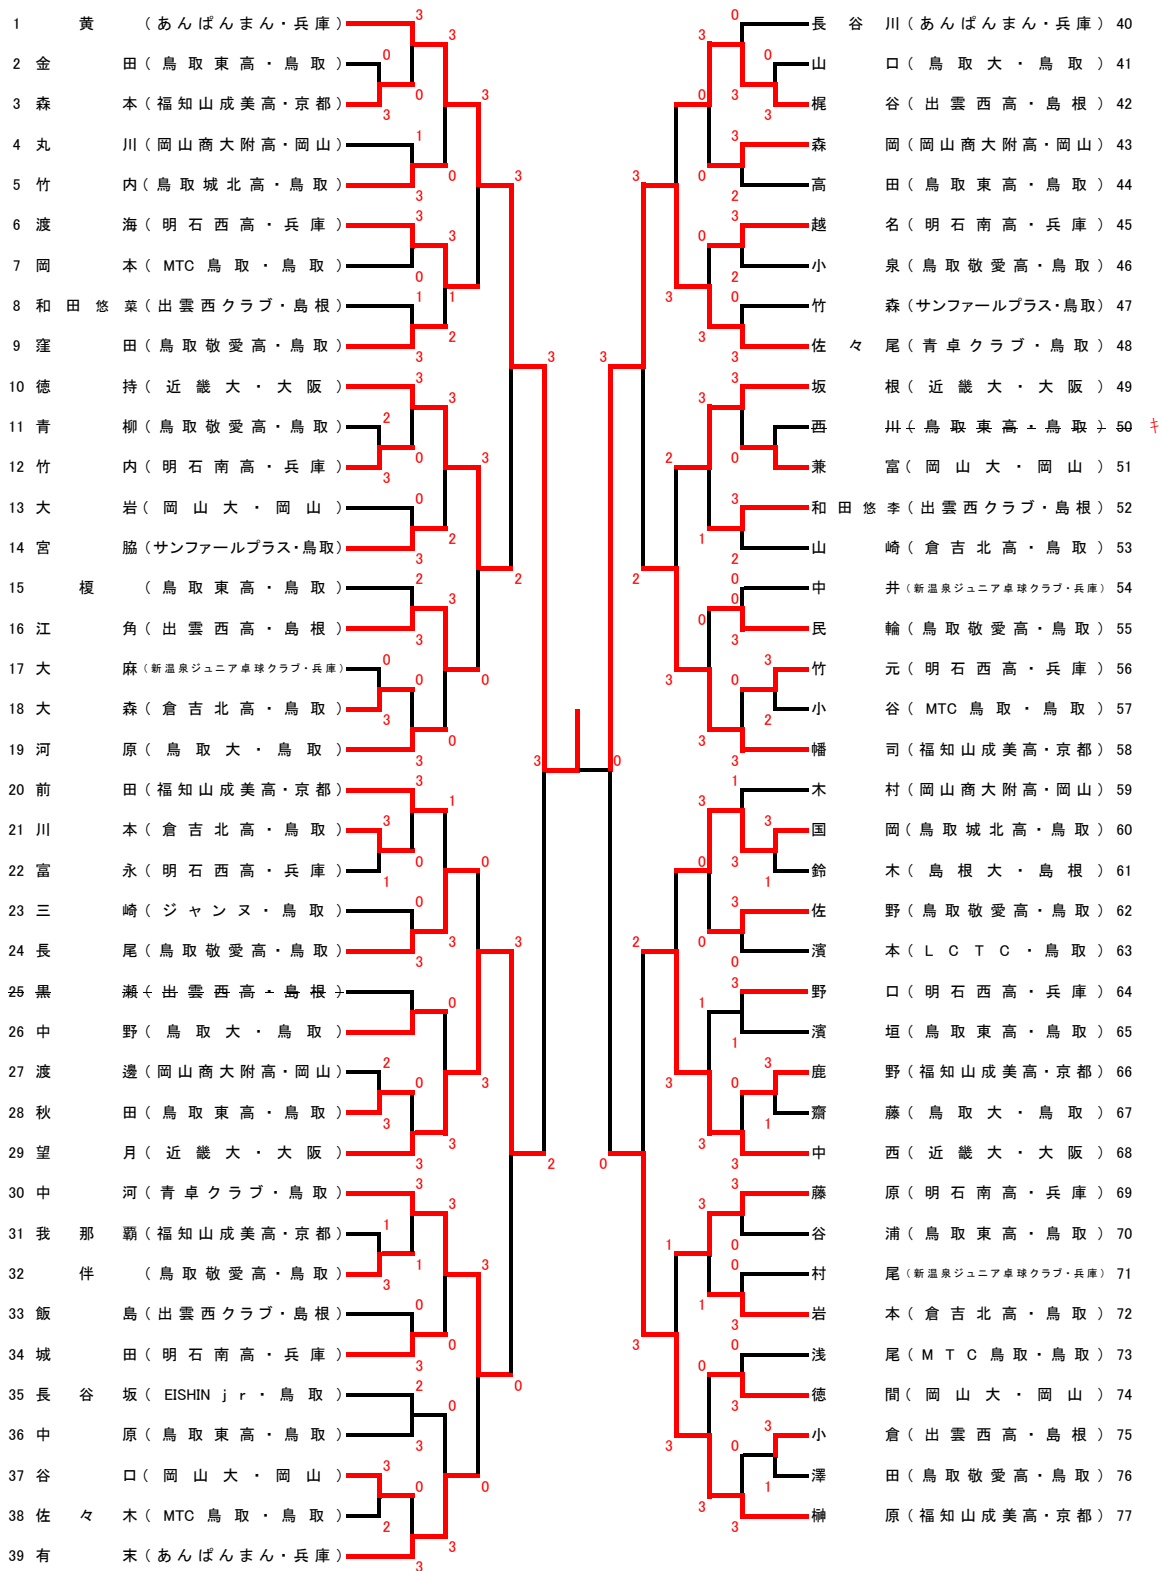 1 黄 (あんぱんまん・兵庫)
2 金田(鳥取東高・鳥取)
3 森本(福知山成美高・京都)
4 丸川(岡山商大附高・岡山)
5 竹内(鳥取城北高・鳥取)
6 渡海(明石西高・兵庫)
7 岡本(MTC鳥取・鳥取)
8 和田悠菜(出雲西クラブ・島根)
9 窪田(鳥取敬愛高・鳥取)
10 徳持(近畿大・大阪)
11 青柳(鳥取敬愛高・鳥取)
12 竹内(明石南高・兵庫)
13 大岩(岡山大・岡山)
14 宮脇(サンファールプラス・鳥取)
15 榎 (鳥取東高・鳥取)
16 江角(出雲西高・島根)
17 大麻(新温泉ジュニア卓球クラブ・兵庫)
18 大森(倉吉北高・鳥取)
19 河原(鳥取大・鳥取)
20 前田(福知山成美高・京都)
21 川本(倉吉北高・鳥取)
22 富永(明石西高・兵庫)
23 三崎(ジャンヌ・鳥取)
24 長尾(鳥取敬愛高・鳥取)
25 黒瀬(出雲西高・島根)
26 中野(鳥取大・鳥取)
27 渡邊(岡山商大附高・岡山)
28 秋田(鳥取東高・鳥取)
29 望月(近畿大・大阪)
30 中河(青卓クラブ・鳥取)
31 我那覇(福知山成美高・京都)
32 伴 (鳥取敬愛高・鳥取)
33 飯島(出雲西クラブ・島根)
34 城田(明石南高・兵庫)
35 長谷坂(EISHIN jr・鳥取)
36 中原(鳥取東高・鳥取)
37 谷口(岡山大・岡山)
38 佐々木(MTC鳥取・鳥取)
39 有末(あんぱんまん・兵庫)
長谷川(あんぱんまん・兵庫) 40
山口(鳥取大・鳥取) 41
梶谷(出雲西高・島根) 42
森岡(岡山商大附高・岡山) 43
高田(鳥取東高・鳥取) 44
越名(明石南高・兵庫) 45
小泉(鳥取敬愛高・鳥取) 46
竹森(サンファールプラス・鳥取) 47
佐々尾(青卓クラブ・鳥取) 48
坂根(近畿大・大阪) 49
西川(鳥取東高・鳥取) 50 キ
兼富(岡山大・岡山) 51
和田悠李(出雲西クラブ・島根) 52
山崎(倉吉北高・鳥取) 53
中井(新温泉ジュニア卓球クラブ・兵庫) 54
民輪(鳥取敬愛高・鳥取) 55
竹元(明石西高・兵庫) 56
小谷(MTC鳥取・鳥取) 57
幡司(福知山成美高・京都) 58
木村(岡山商大附高・岡山) 59
国岡(鳥取城北高・鳥取) 60
鈴木(島根大・島根) 61
佐野(鳥取敬愛高・鳥取) 62
濱本(LCTC・鳥取) 63
野口(明石西高・兵庫) 64
濱垣(鳥取東高・鳥取) 65
鹿野(福知山成美高・京都) 66
齋藤(鳥取大・鳥取) 67
中西(近畿大・大阪) 68
藤原(明石南高・兵庫) 69
谷浦(鳥取東高・鳥取) 70
村尾(新温泉ジュニア卓球クラブ・兵庫) 71
岩本(倉吉北高・鳥取) 72
浅尾(MTC鳥取・鳥取) 73
徳間(岡山大・岡山) 74
小倉(出雲西高・島根) 75
澤田(鳥取敬愛高・鳥取) 76
榊原(福知山成美高・京都) 77